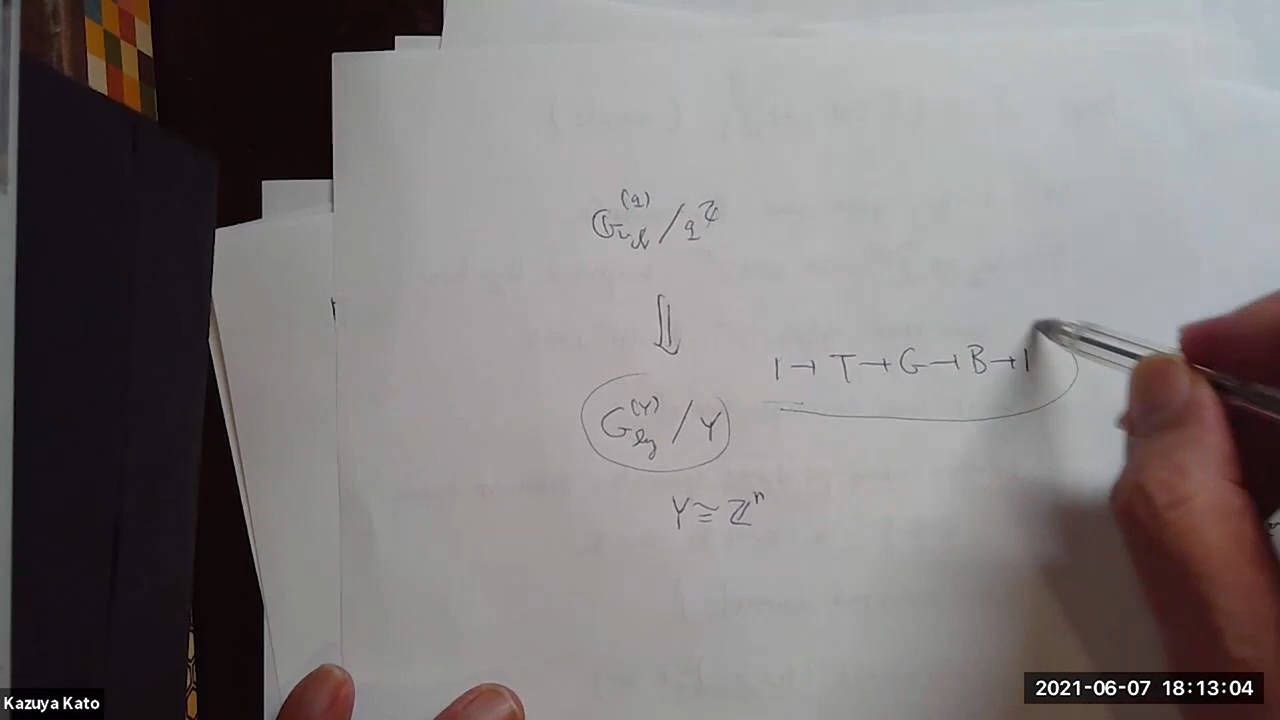 𝔾_{m,log}^{(q)} / q^ℤ
⇓
1 → T → G → B → 1
G_{log}^{(Y)} / Y
Y ≅ ℤ^n
Kazuya Kato
2021-06-07 18:13:04